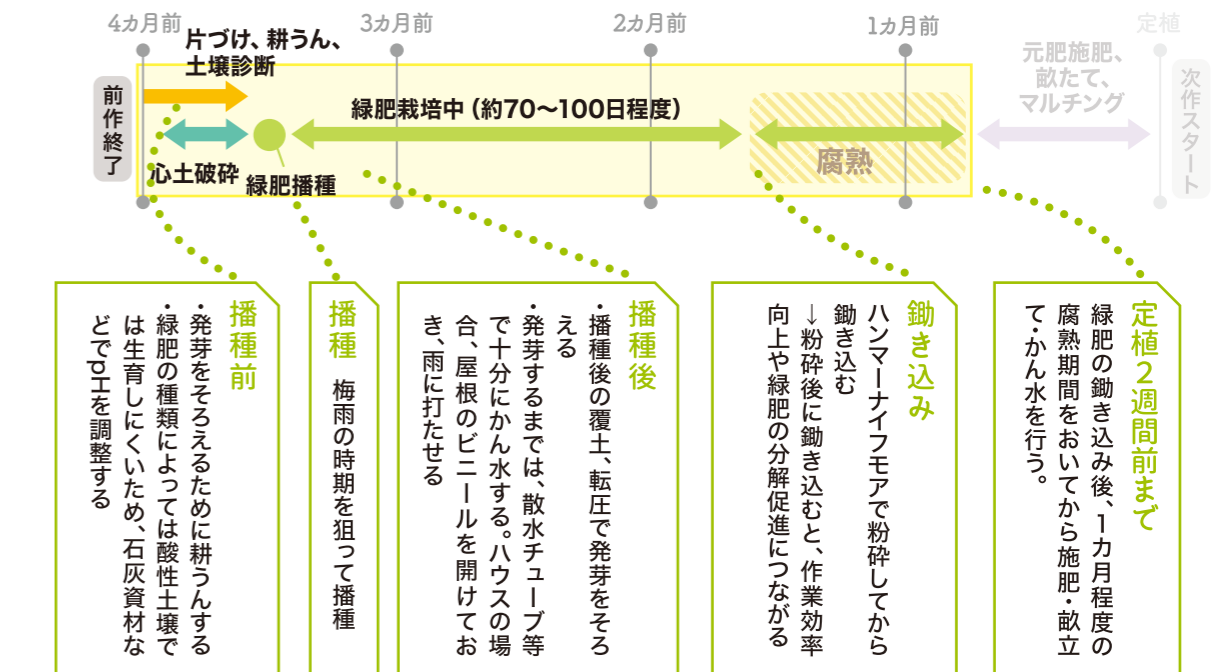 4カ月前
3カ月前
2カ月前
1カ月前
定植
前作終了
片づけ、耕うん、
土壌診断
心土破砕
緑肥播種
緑肥栽培中（約70〜100日程度）
腐熟
元肥施肥、
畝たて、
マルチング
次作スタート
播種前
・発芽をそろえるために耕うんする
・緑肥の種類によっては酸性土壌で
は生育しにくいため、石灰資材な
どでpHを調整する
播種
梅雨の時期を狙って播種
播種後
・播種後の覆土、転圧で発芽をそろ
える
・発芽するまでは、散水チューブ等
で十分にかん水する。ハウスの場
合、屋根のビニールを開けてお
き、雨に打たせる
鋤き込み
ハンマーナイフモアで粉砕してから
鋤き込む
→粉砕後に鋤き込むと、作業効率
向上や緑肥の分解促進につながる
定植2週間前まで
緑肥の鋤き込み後、1カ月程度の
腐熟期間をおいてから施肥・畝立
て・かん水を行う。